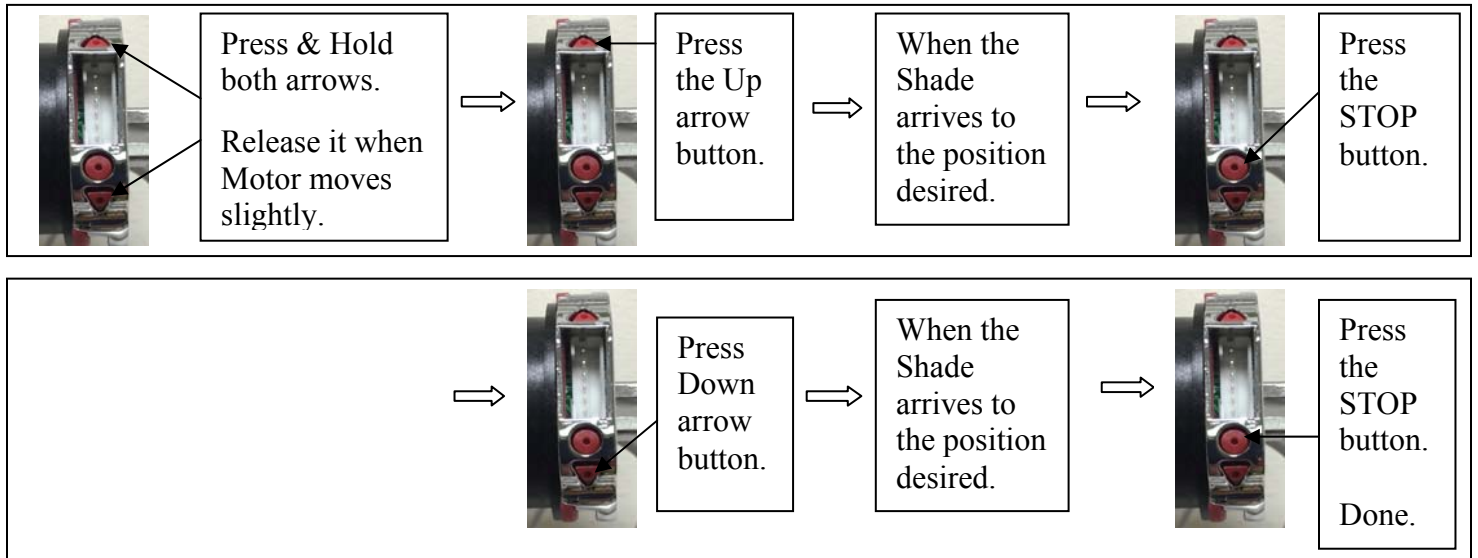 Press & Hold
both arrows.
Release it when
Motor moves
slightly.
Press
the Up
arrow
button.
When the
Shade
arrives to
the position
desired.
Press
the
STOP
button.
Press
Down
arrow
button.
When the
Shade
arrives to
the position
desired.
Press
the
STOP
button.
Done.